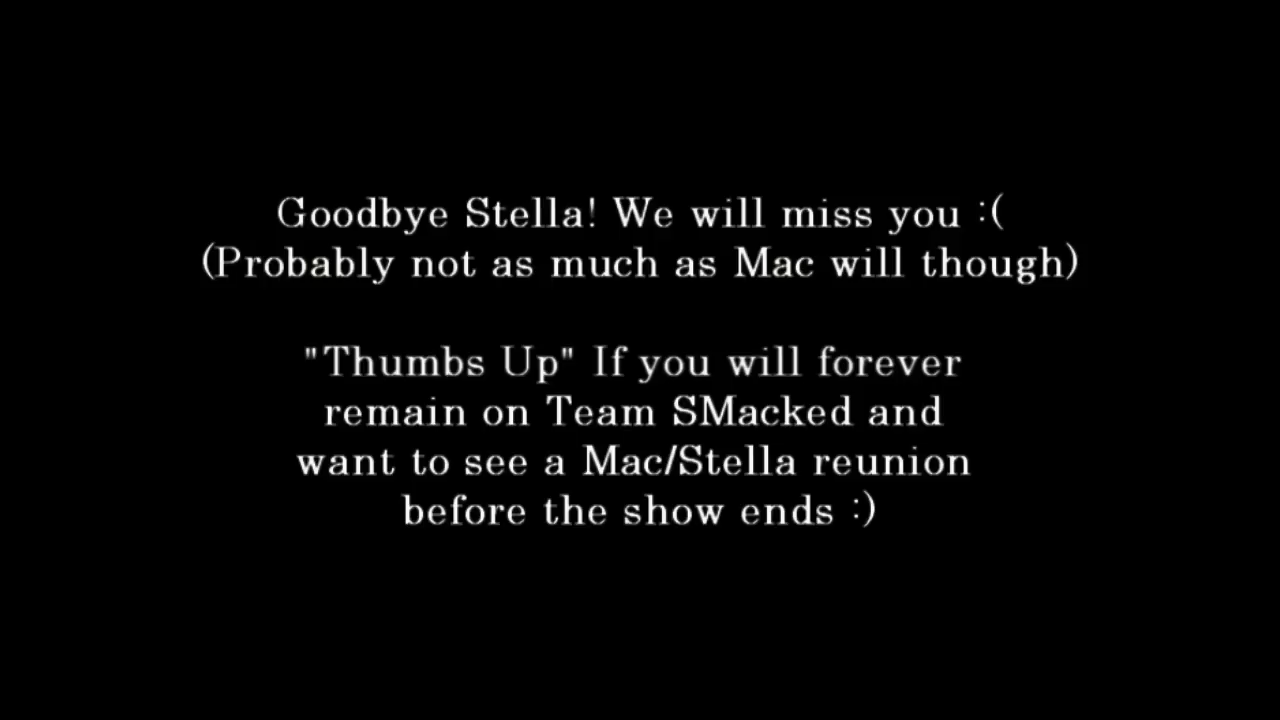 Goodbye Stella! We will miss you :(
(Probably not as much as Mac will though)
"Thumbs Up" If you will forever
remain on Team SMacked and
want to see a Mac/Stella reunion
before the show ends :)